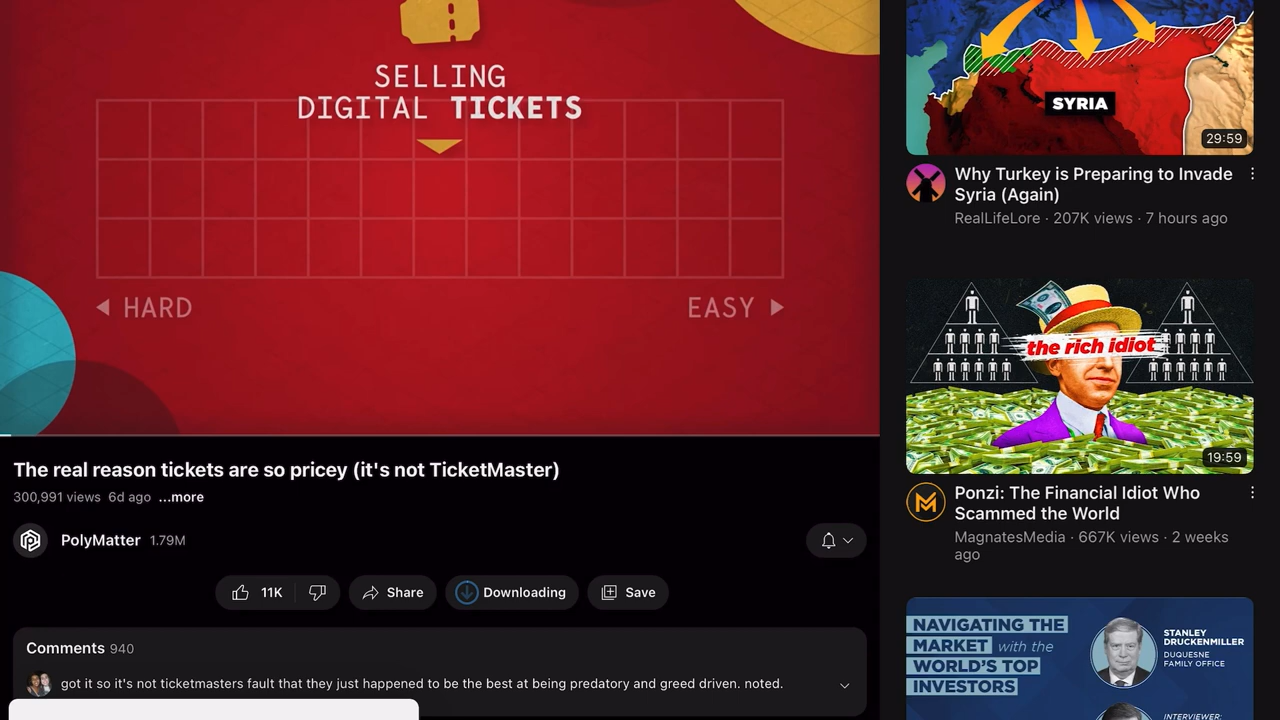 SELLING
DIGITAL TICKETS
HARD
EASY
The real reason tickets are so pricey (it's not TicketMaster)
300,991 views 6d ago ...more
PolyMatter 1.79M
11K
Share
Downloading
Save
Comments 940
got it so it's not ticketmasters fault that they just happened to be the best at being predatory and greed driven. noted.
SYRIA
29:59
Why Turkey is Preparing to Invade
Syria (Again)
RealLifeLore · 207K views · 7 hours ago
the rich idiot
19:59
Ponzi: The Financial Idiot Who
Scammed the World
MagnatesMedia · 667K views · 2 weeks
ago
NAVIGATING THE
MARKET with the
WORLD'S TOP
INVESTORS
STANLEY
DRUCKENMILLER
DUQUESNE
FAMILY OFFICE
INTERVIEWER: